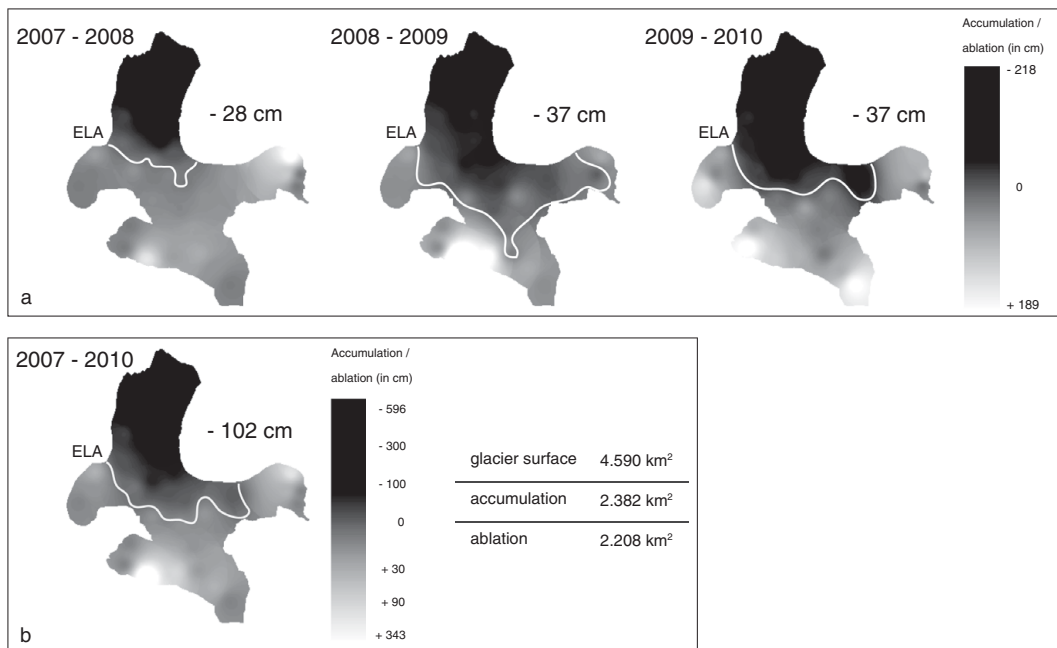 2007 - 2008
- 28 cm
ELA
2008 - 2009
- 37 cm
ELA
2009 - 2010
- 37 cm
ELA
Accumulation /
ablation (in cm)
- 218
0
+ 189
a
2007 - 2010
- 102 cm
ELA
Accumulation /
ablation (in cm)
- 596
- 300
- 100
0
+ 30
+ 90
+ 343
glacier surface 4.590 km²
accumulation 2.382 km²
ablation 2.208 km²
b